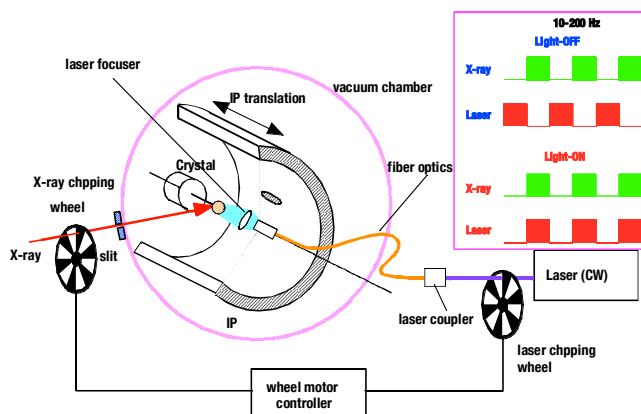 10-200 Hz
Light-OFF
X-ray
Laser
Light-ON
X-ray
Laser
laser focuser
vacuum chamber
IP translation
Crystal
fiber optics
X-ray chpping
wheel
X-ray
slit
IP
Laser (CW)
laser coupler
laser chpping
wheel
wheel motor
controller